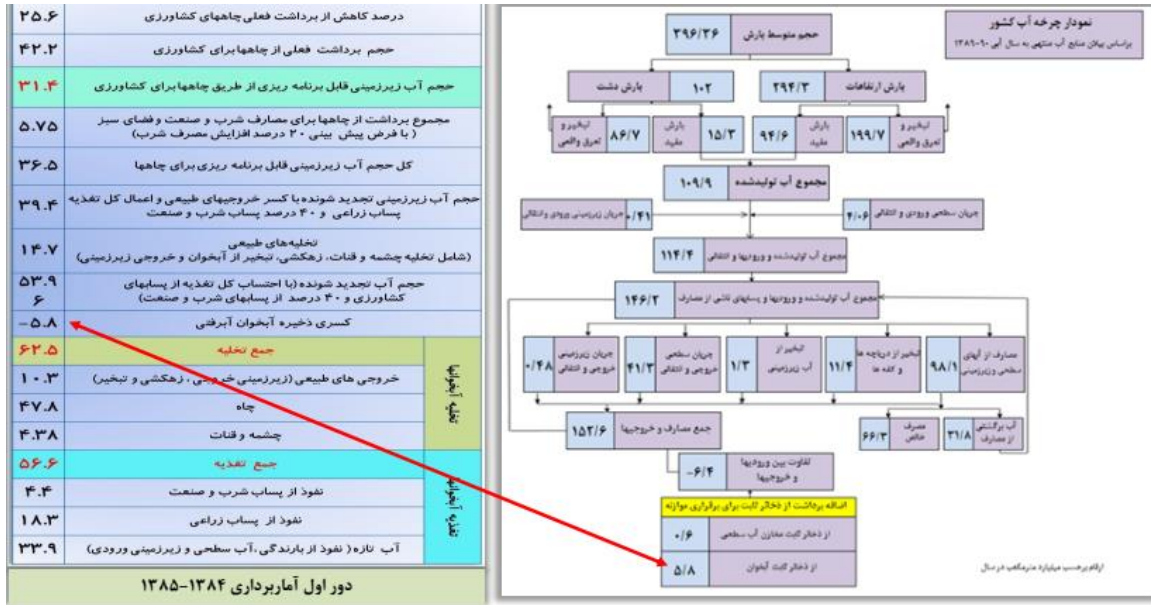 نمودار چرخه آب کشور
براساس بیلان منابع آب منتهی به سال آبی ۹۰-۱۳۸۹
حجم متوسط بارش
۳۹۶/۳۶
بارش ارتفاعات
۲۹۴/۳
۱۰۲
بارش دشت
تبخیر و
تعرق واقعی
۱۹۹/۷
بارش
مفید
۹۴/۶
۱۵/۳
بارش
مفید
۸۶/۷
تبخیر و
تعرق واقعی
مجموع آب تولیدشده
۱۰۹/۹
جریان سطحی ورودی و انتقالی
۴/۰۶
۰/۴۱
جریان زیرزمینی ورودی و انتقالی
مجموع آب تولیدشده و ورودیها و انتقالی
۱۱۴/۴
مجموع آب تولیدشده و ورودیها و پسابهای ناشی از مصارف
۱۴۶/۲
مصارف از آبهای
سطحی و زیرزمینی
۹۸/۱
تبخیر از دریاچه ها
و کفه ها
۱۱/۴
تبخیر از
آب زیرزمینی
۱/۳
جریان سطحی
خروجی و انتقالی
۴۱/۳
جریان زیرزمینی
خروجی و انتقالی
۰/۴۸
آب برگشتی
از مصارف
۳۱/۸
مصرف
خالص
۶۶/۳
جمع مصارف و خروجیها
۱۵۲/۶
تفاوت بین ورودیها
و خروجیها
-۶/۴
اضافه برداشت از ذخائر ثابت برای برقراری موازنه
از ذخائر ثابت مخازن آب سطحی
۰/۶
از ذخائر ثابت آبخوان
۵/۸
ارقام برحسب میلیارد مترمکعب در سال
درصد کاهش از برداشت فعلی چاههای کشاورزی
۲۵.۶
حجم برداشت فعلی از چاهها برای کشاورزی
۴۲.۲
حجم آب زیرزمینی قابل برنامه ریزی از طریق چاهها برای کشاورزی
۳۱.۴
مجموع برداشت از چاهها برای مصارف شرب و صنعت و فضای سبز
( با فرض پیش بینی ۲۰ درصد افزایش مصرف شرب)
۵.۷۵
کل حجم آب زیرزمینی قابل برنامه ریزی برای چاهها
۳۶.۵
حجم آب زیرزمینی تجدید شونده با کسر خروجیهای طبیعی و اعمال کل تغذیه
پساب زراعی و ۴۰ درصد پساب شرب و صنعت
۳۹.۴
تخلیه‌های طبیعی
(شامل تخلیه چشمه و قنات، زهکشی، تبخیر از آبخوان و خروجی زیرزمینی)
۱۴.۷
حجم آب تجدید شونده (با احتساب کل تغذیه از پسابهای
کشاورزی و ۴۰ درصد از پسابهای شرب و صنعت)
۵۳.۹
۶
کسری ذخیره آبخوان آبرفتی
-۵.۸
تخلیه آبخوانها
جمع تخلیه
۶۲.۵
خروجی های طبیعی (زیرزمینی خروجی ، زهکشی و تبخیر)
۱۰.۳
چاه
۴۷.۸
چشمه و قنات
۴.۳۸
تغذیه آبخوانها
جمع تغذیه
۵۶.۶
نفوذ از پساب شرب و صنعت
۴.۴
نفوذ از پساب زراعی
۱۸.۳
آب تازه ( نفوذ از بارندگی ،آب سطحی و زیرزمینی ورودی)
۳۳.۹
دور اول آماربرداری ۱۳۸۴-۱۳۸۵